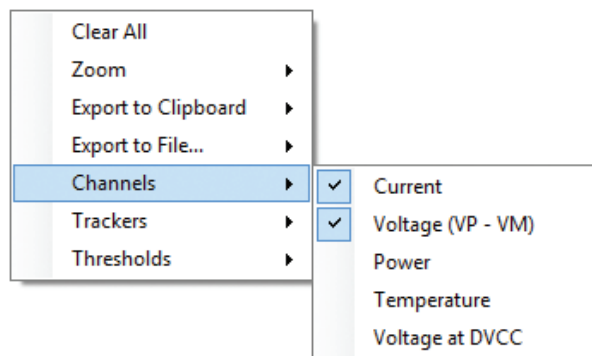 Clear All
Zoom
Export to Clipboard
Export to File...
Channels
Trackers
Thresholds
Current
Voltage (VP - VM)
Power
Temperature
Voltage at DVCC